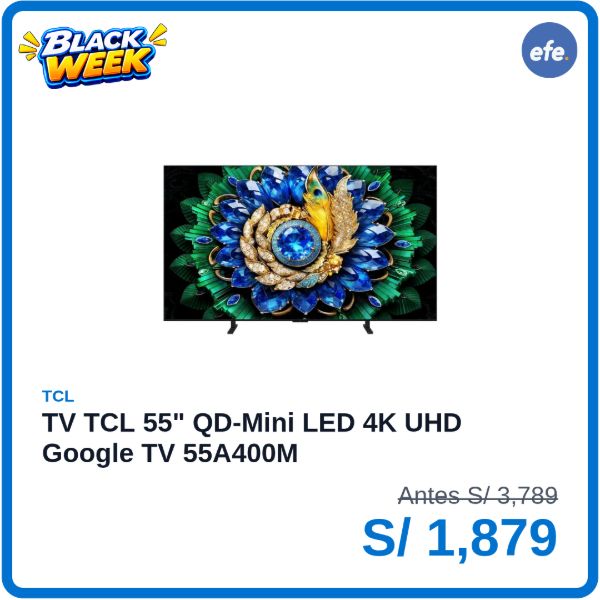 BLACK
WEEK
efe.
TCL
TV TCL 55" QD-Mini LED 4K UHD
Google TV 55A400M
Antes S/ 3,789
S/ 1,879